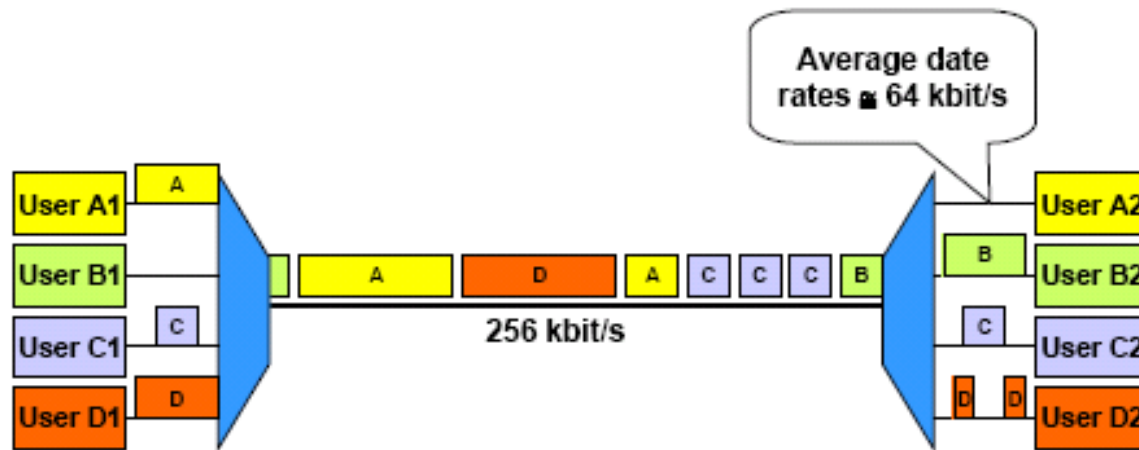 Average date
rates ≅ 64 kbit/s
User A1
A
User A2
User B1
A
D
A
C
C
C
B
B
User B2
256 kbit/s
User C1
C
C
User C2
User D1
D
D
D
User D2